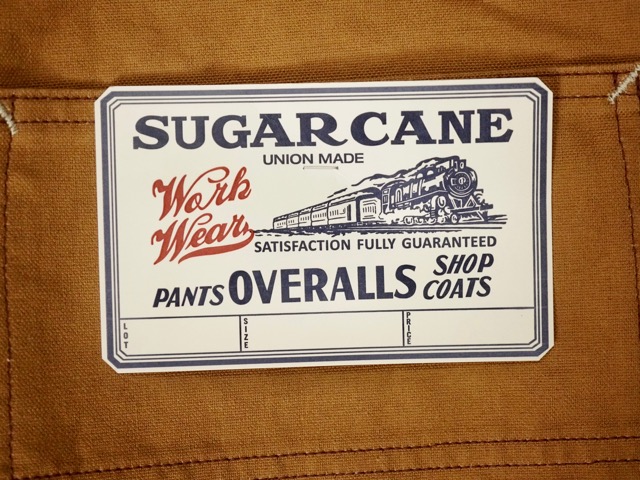 SUGAR CANE
UNION MADE
Work
Wear
SATISFACTION FULLY GUARANTEED
PANTS OVERALLS SHOP COATS
LOT SIZE PRICE